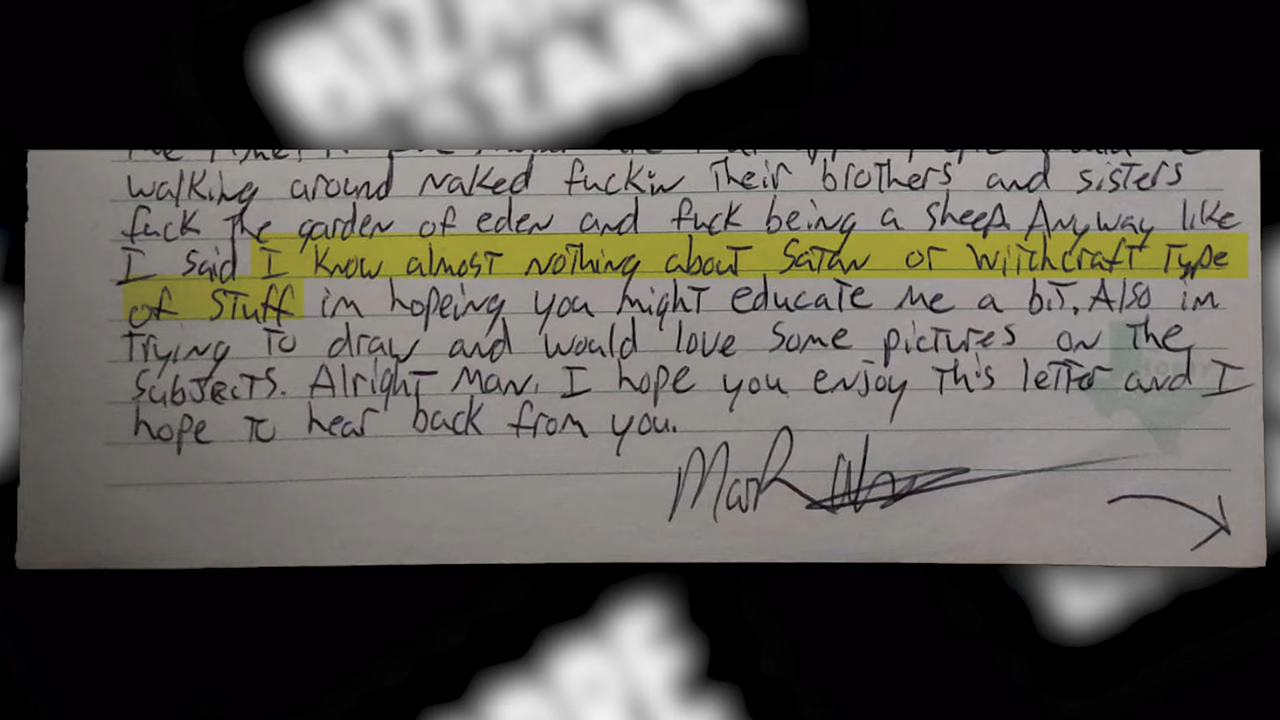 walking around naked fuckin their brothers and sisters
fuck the garden of eden and fuck being a sheep. Anyway like
I said I know almost nothing about Satan or wiithcraft type
of stuff im hopeing you might educate me a bit. Also im
trying to draw and would love some pictures on the
subjects. Alright man. I hope you enjoy this letter and I
hope to hear back from you.
Mark